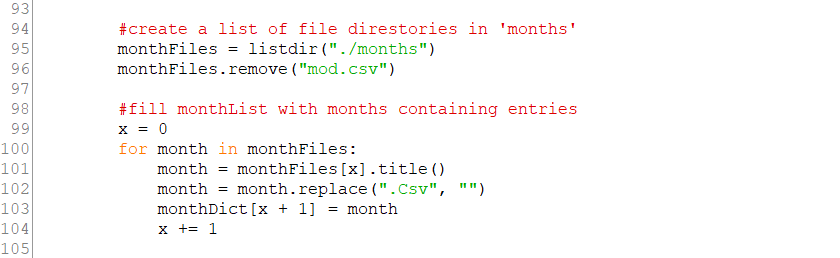 93
94 #create a list of file direstories in 'months'
95 monthFiles = listdir("./months")
96 monthFiles.remove("mod.csv")
97
98 #fill monthList with months containing entries
99 x = 0
100 for month in monthFiles:
101 month = monthFiles[x].title()
102 month = month.replace(".Csv", "")
103 monthDict[x + 1] = month
104 x += 1
105